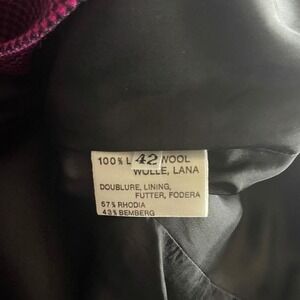 100% L 42 WOOL
WOLLE, LANA
DOUBLURE, LINING,
FUTTER, FODERA
57% RHODIA
43% BEMBERG